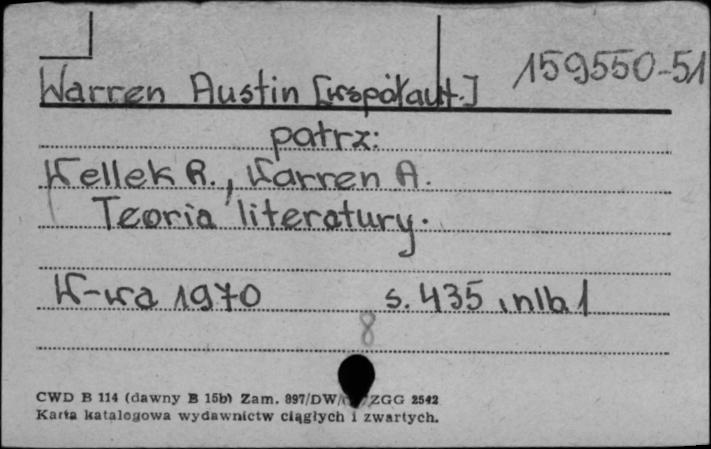 159550-51
Warren Austin [współaut.]
patrz:
Wellek R., Warren A.
Teoria literatury.
W-wa 1970 s. 435, nlb. 1
8
CWD B 114 (dawny B 15b) Zam. 897/DW/ ZGG 2542
Karta katalogowa wydawnictw ciągłych i zwartych.